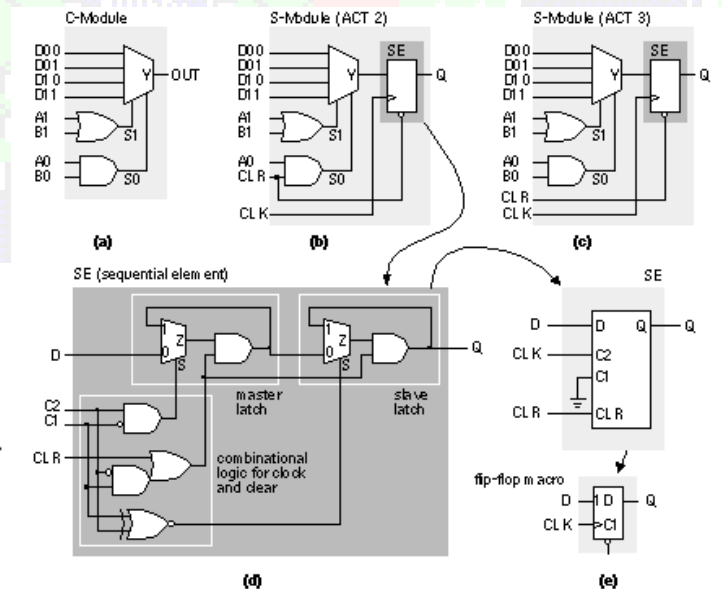 C-Module
D00
D01
D10
D11
Y
OUT
A1
B1
S1
A0
B0
S0
(a)
S-Module (ACT 2)
SE
D00
D01
D10
D11
Y
Q
A1
B1
S1
A0
CLR
S0
CLK
(b)
S-Module (ACT 3)
SE
D00
D01
D10
D11
Y
Q
A1
B1
S1
A0
B0
S0
CLR
CLK
(c)
SE (sequential element)
1
Z
0
S
D
master
latch
1
Z
0
S
Q
slave
latch
C2
C1
CLR
combinational
logic for clock
and clear
(d)
SE
D
D
Q
Q
CLK
C2
C1
CLR
CLR
flip-flop macro
D
1D
Q
CLK
C1
(e)